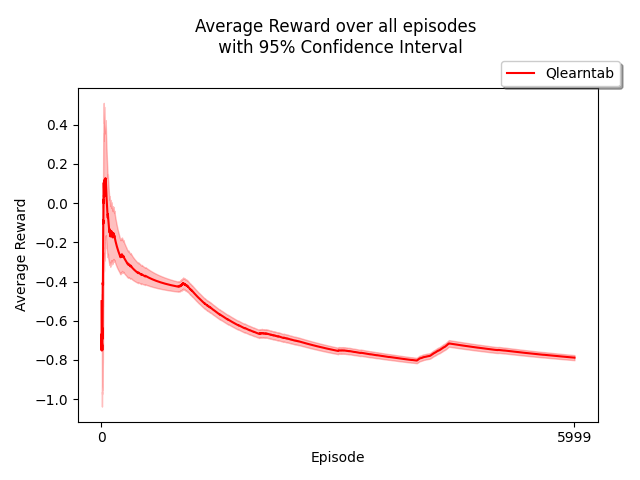 Average Reward over all episodes
with 95% Confidence Interval
Qlearntab
0.4
0.2
0.0
−0.2
−0.4
−0.6
−0.8
−1.0
Average Reward
0
5999
Episode